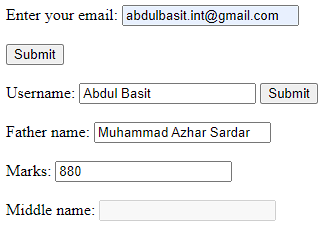 Enter your email: abdulbasit.int@gmail.com
Submit
Username: Abdul Basit Submit
Father name: Muhammad Azhar Sardar
Marks: 880
Middle name: